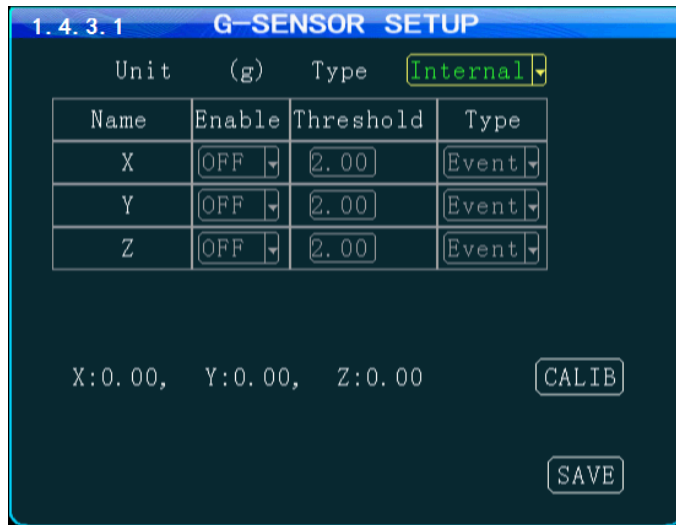 1.4.3.1 G-SENSOR SETUP
Unit (g) Type Internal
Name Enable Threshold Type
X OFF 2.00 Event
Y OFF 2.00 Event
Z OFF 2.00 Event
X:0.00, Y:0.00, Z:0.00 CALIB
SAVE